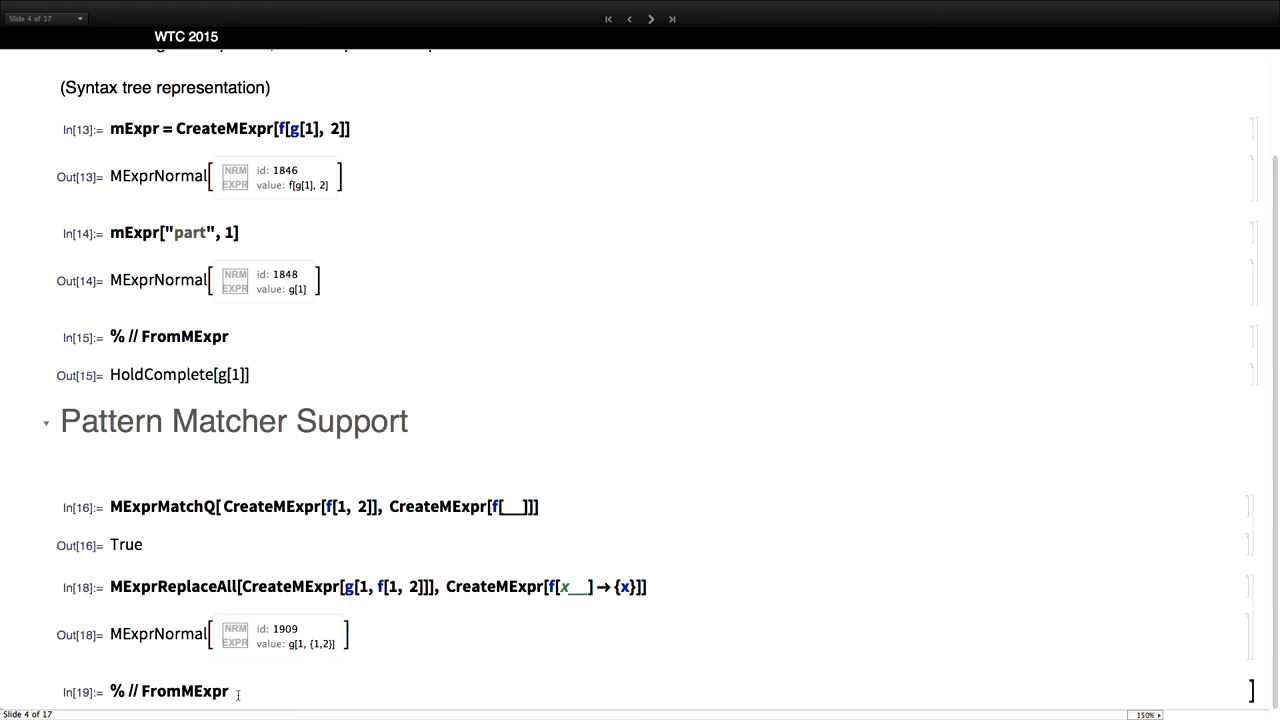 Slide 4 of 17
WTC 2015
(Syntax tree representation)
In[13]:= mExpr = CreateMExpr[f[g[1], 2]]
Out[13]= MExprNormal[ NRM EXPR id: 1846
value: f[g[1], 2] ]
In[14]:= mExpr["part", 1]
Out[14]= MExprNormal[ NRM EXPR id: 1848
value: g[1] ]
In[15]:= % // FromMExpr
Out[15]= HoldComplete[g[1]]
Pattern Matcher Support
In[16]:= MExprMatchQ[ CreateMExpr[f[1, 2]], CreateMExpr[f[__]]]
Out[16]= True
In[18]:= MExprReplaceAll[CreateMExpr[g[1, f[1, 2]]], CreateMExpr[f[x__] → {x}]]
Out[18]= MExprNormal[ NRM EXPR id: 1909
value: g[1, {1,2}] ]
In[19]:= % // FromMExpr
Slide 4 of 17
150%